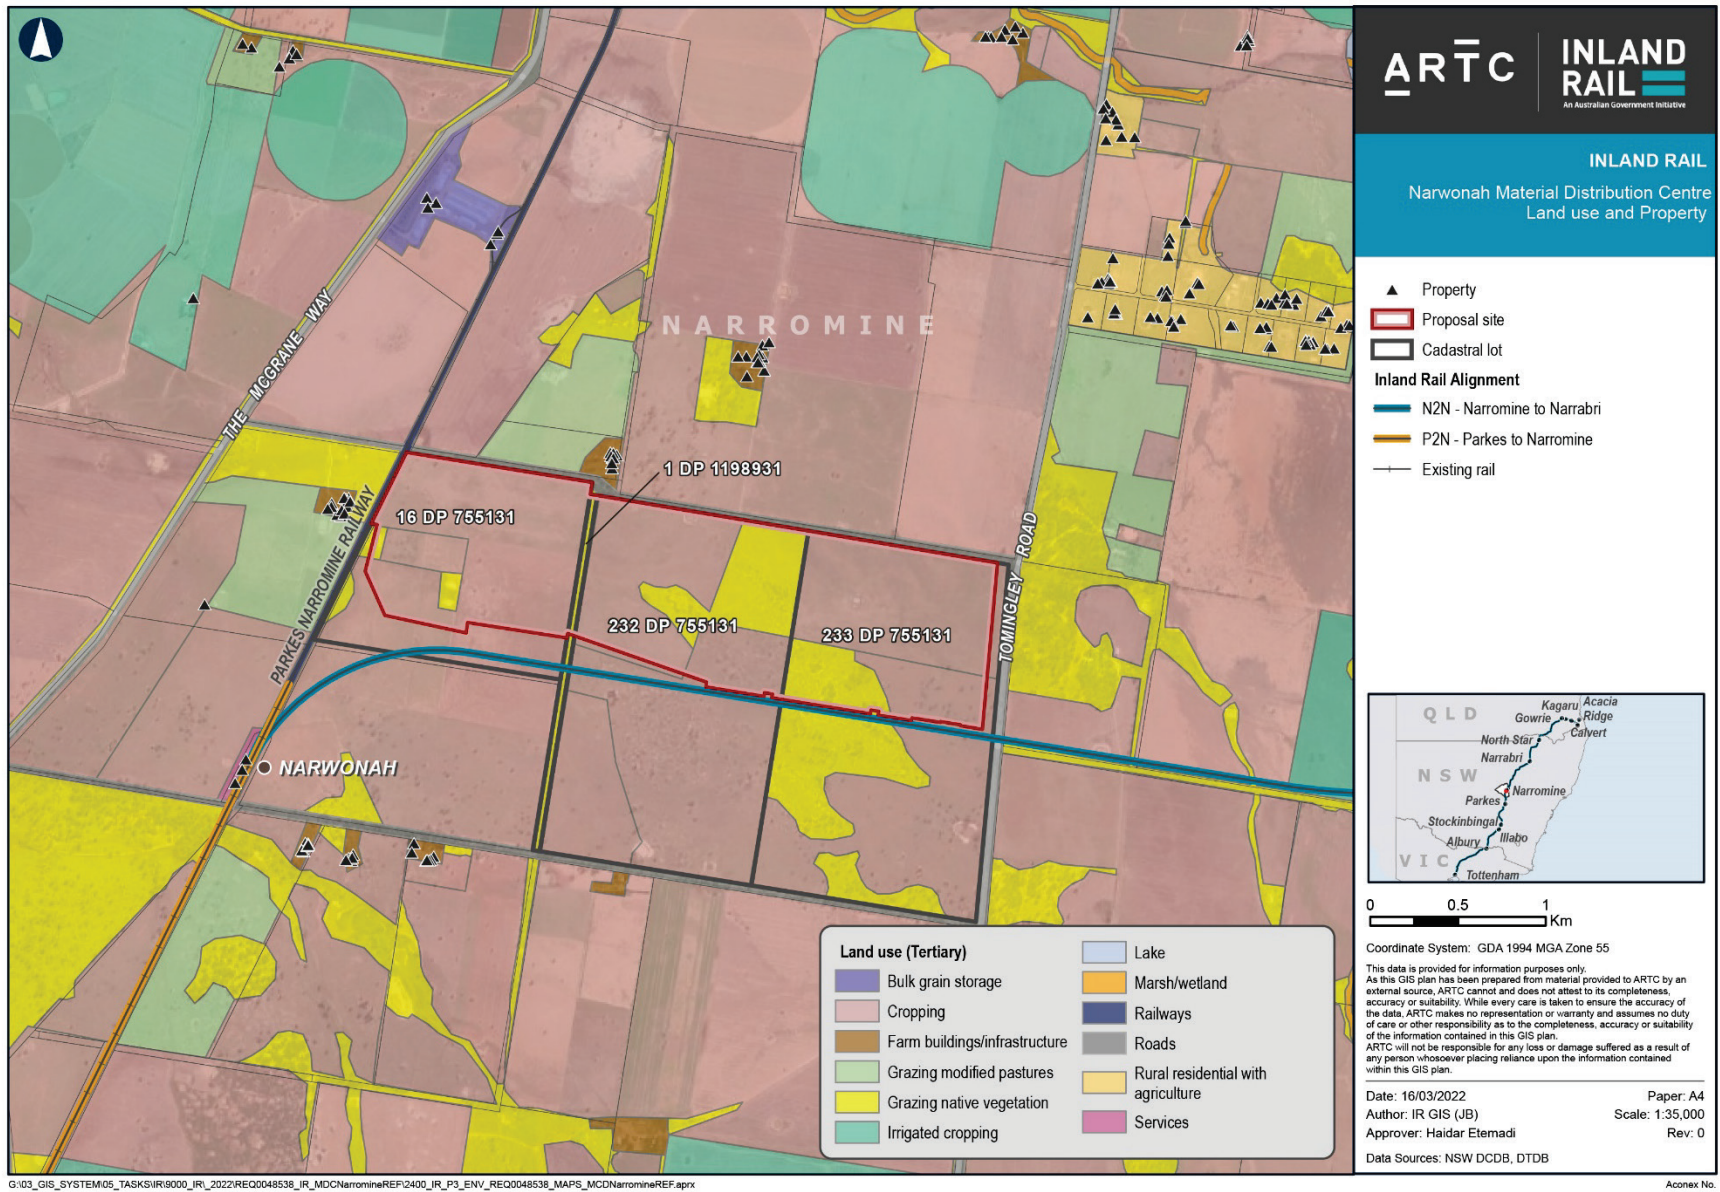 ARTC
INLAND
RAIL
An Australian Government Initiative
INLAND RAIL
Narwonah Material Distribution Centre
Land use and Property
Property
Proposal site
Cadastral lot
Inland Rail Alignment
N2N - Narromine to Narrabri
P2N - Parkes to Narromine
Existing rail
THE MCGRANE WAY
NARROMINE
PARKES NARROMINE RAILWAY
TOMINGLEY ROAD
1 DP 1198931
16 DP 755131
232 DP 755131
233 DP 755131
NARWONAH
Land use (Tertiary)
Bulk grain storage
Cropping
Farm buildings/infrastructure
Grazing modified pastures
Grazing native vegetation
Irrigated cropping
Lake
Marsh/wetland
Railways
Roads
Rural residential with
agriculture
Services
QLD
NSW
VIC
Kagaru
Acacia
Ridge
Gowrie
Calvert
North Star
Narrabri
Narromine
Parkes
Stockinbingal
Illabo
Albury
Tottenham
0 0.5 1
Km
Coordinate System: GDA 1994 MGA Zone 55
This data is provided for information purposes only.
As this GIS plan has been prepared from material provided to ARTC by an
external source, ARTC cannot and does not attest to its completeness,
accuracy or suitability. While every care is taken to ensure the accuracy of
the data, ARTC makes no representation or warranty and assumes no duty
of care or other responsibility as to the completeness, accuracy or suitability
of the information contained in this GIS plan.
ARTC will not be responsible for any loss or damage suffered as a result of
any person whosoever placing reliance upon the information contained
within this GIS plan.
Date: 16/03/2022 Paper: A4
Author: IR GIS (JB) Scale: 1:35,000
Approver: Haidar Etemadi Rev: 0
Data Sources: NSW DCDB, DTDB
G:\03_GIS_SYSTEM\05_TASKS\IR\9000_IR\_2022\REQ0048538_IR_MDCNarromineREF\2400_IR_P3_ENV_REQ0048538_MAPS_MCDNarromineREF.aprx
Aconex No.